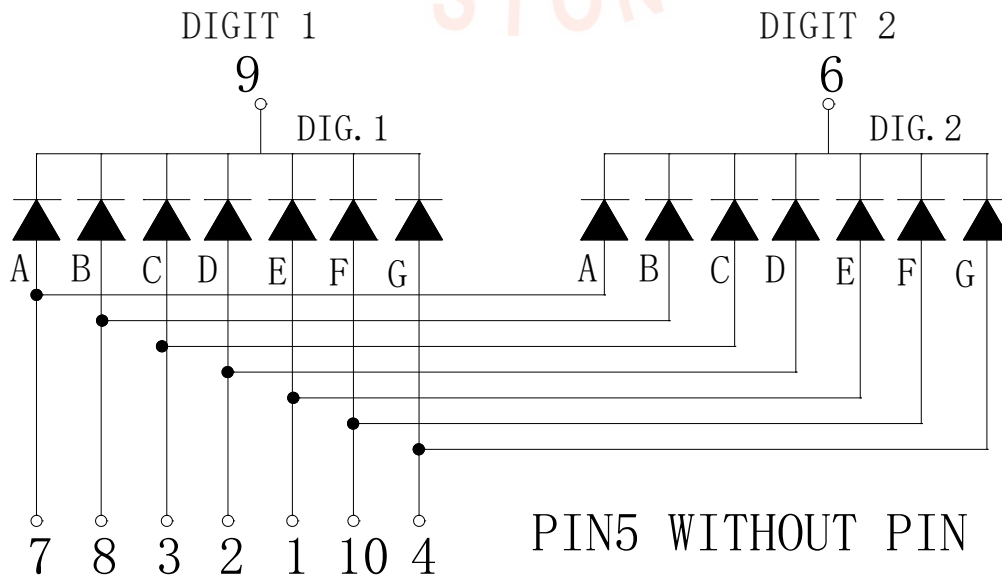 DIGIT 1 DIGIT 2
9 6
DIG.1 DIG.2
A B C D E F G A B C D E F G
7 8 3 2 1 10 4
PIN5 WITHOUT PIN